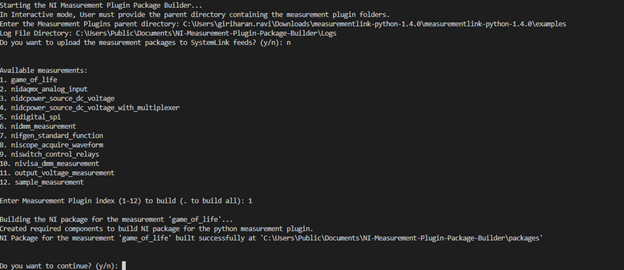 Starting the NI Measurement Plugin Package Builder...
In Interactive mode, User must provide the parent directory containing the measurement plugin folders.
Enter the Measurement Plugins parent directory: C:\Users\giriharan.ravi\Downloads\measurementlink-python-1.4.0\measurementlink-python-1.4.0\examples
Log File Directory: C:\Users\Public\Documents\NI-Measurement-Plugin-Package-Builder\Logs
Do you want to upload the measurement packages to SystemLink feeds? (y/n): n
Available measurements:
1. game_of_life
2. nidaqmx_analog_input
3. nidcpower_source_dc_voltage
4. nidcpower_source_dc_voltage_with_multiplexer
5. nidigital_spi
6. nidmm_measurement
7. nifgen_standard_function
8. niscope_acquire_waveform
9. niswitch_control_relays
10. nivisa_dmm_measurement
11. output_voltage_measurement
12. sample_measurement
Enter Measurement Plugin index (1-12) to build (. to build all): 1
Building the NI package for the measurement 'game_of_life'...
Created required components to build NI package for the python measurement plugin.
NI Package for the measurement 'game_of_life' built successfully at 'C:\Users\Public\Documents\NI-Measurement-Plugin-Package-Builder\packages'
Do you want to continue? (y/n):